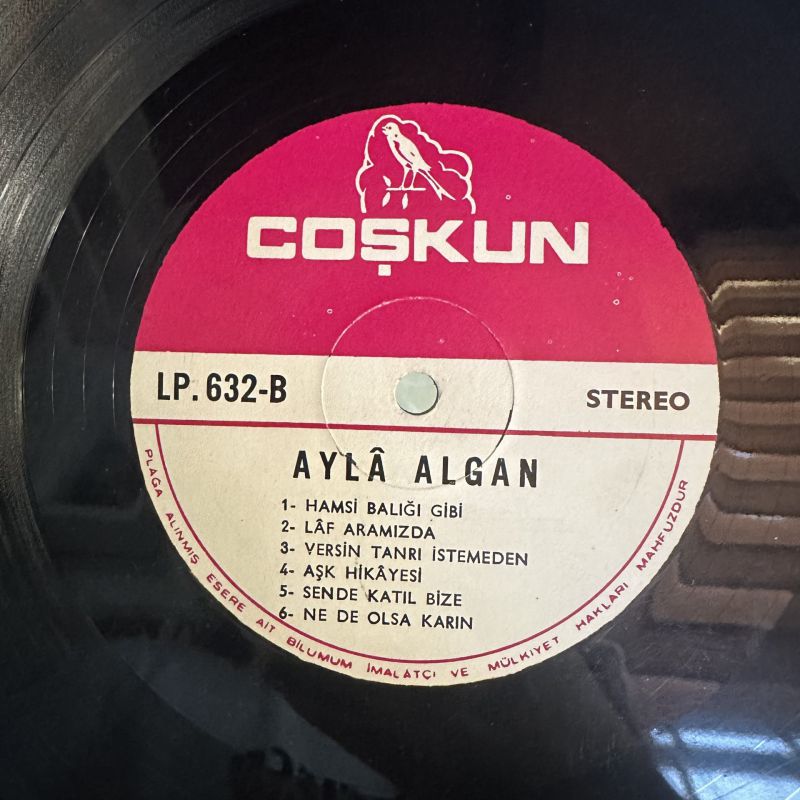 COŞKUN
LP. 632-B
STEREO
AYLÂ ALGAN
1- HAMSİ BALIĞI GİBİ
2- LÂF ARAMIZDA
3- VERSİN TANRI İSTEMEDEN
4- AŞK HİKÂYESİ
5- SENDE KATIL BİZE
6- NE DE OLSA KARIN
PLAĞA ALINMIŞ ESERE AİT BİLUMUM İMALÂTÇI VE MÜLKİYET HAKLARI MAHFUZDUR